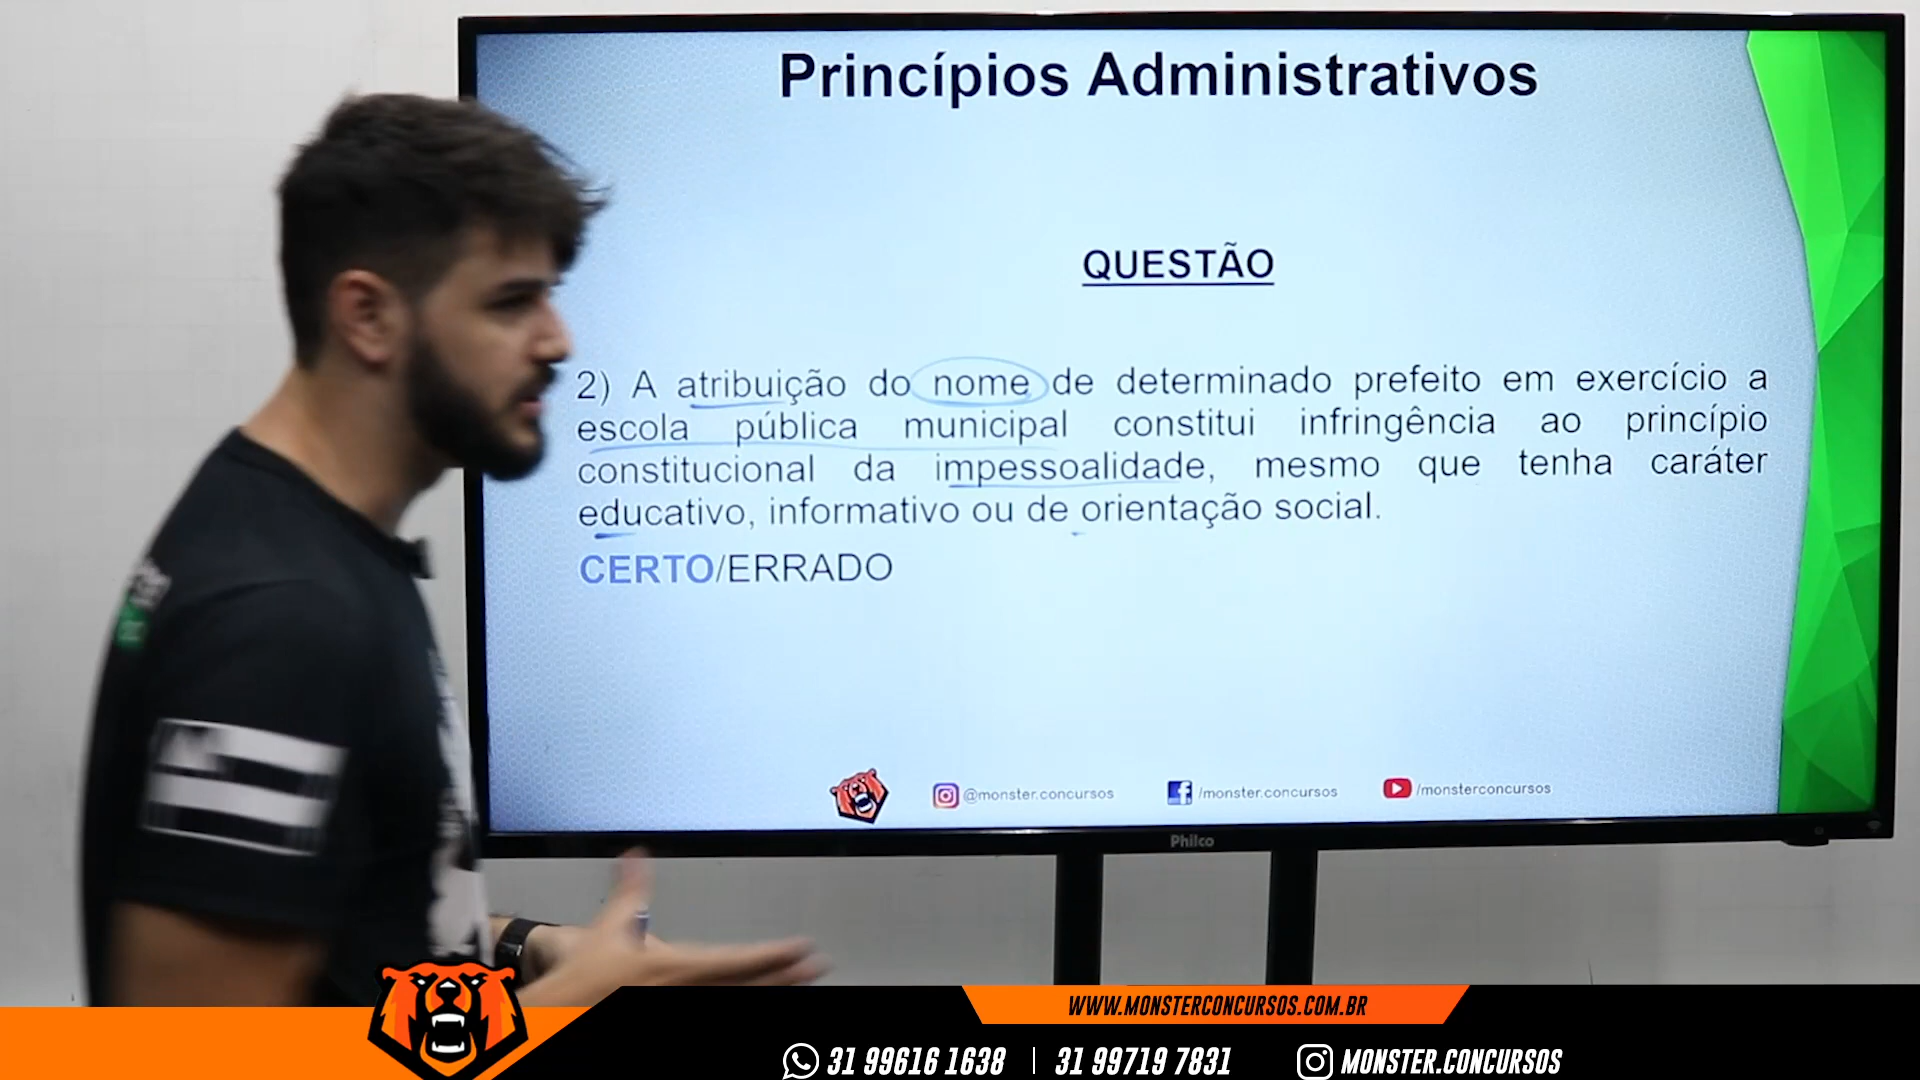 Princípios Administrativos
QUESTÃO
2) A atribuição do nome de determinado prefeito em exercício a
escola pública municipal constitui infringência ao princípio
constitucional da impessoalidade, mesmo que tenha caráter
educativo, informativo ou de orientação social.
CERTO/ERRADO
@monster.concursos
/monster.concursos
/monsterconcursos
Philco
WWW.MONSTERCONCURSOS.COM.BR
31 99616 1638 | 31 99719 7831
MONSTER.CONCURSOS